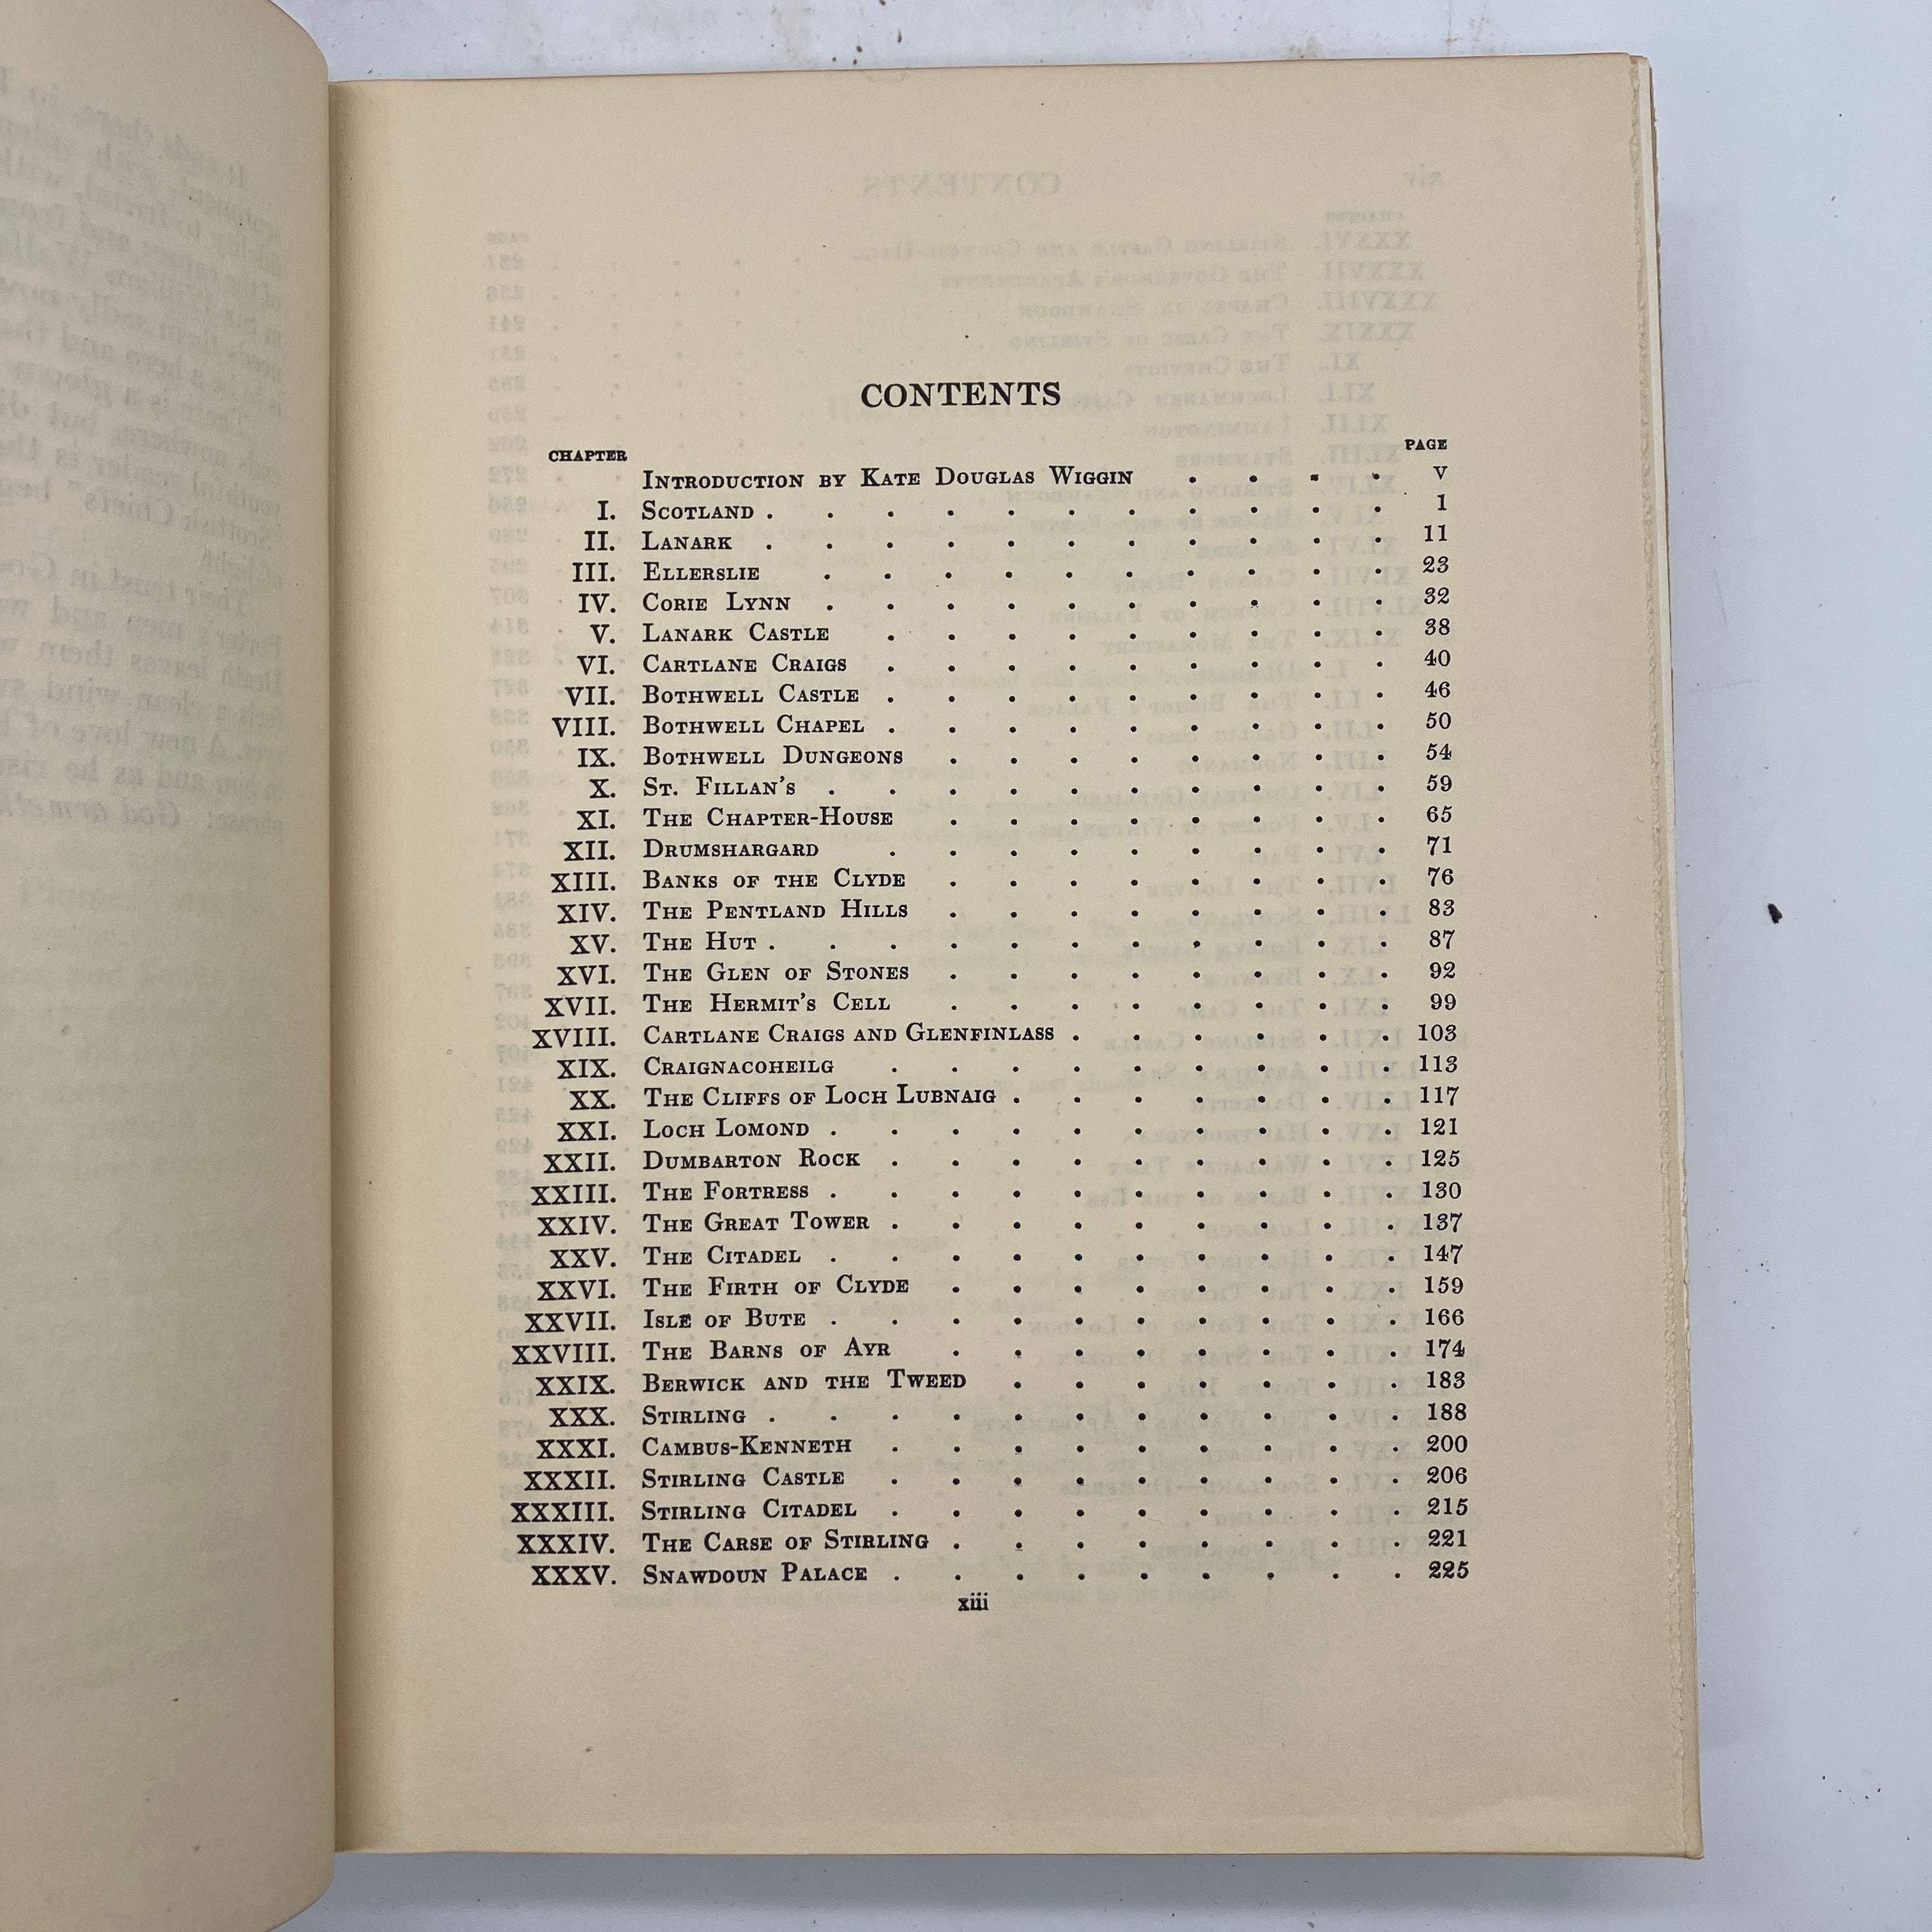 CONTENTS
CHAPTER PAGE
INTRODUCTION BY KATE DOUGLAS WIGGIN . . . . V
I. SCOTLAND . . . . . . . . . . . 1
II. LANARK . . . . . . . . . . . 11
III. ELLERSLIE . . . . . . . . . . 23
IV. CORIE LYNN . . . . . . . . . . 32
V. LANARK CASTLE . . . . . . . . . 38
VI. CARTLANE CRAIGS . . . . . . . . . 40
VII. BOTHWELL CASTLE . . . . . . . . . 46
VIII. BOTHWELL CHAPEL . . . . . . . . . 50
IX. BOTHWELL DUNGEONS . . . . . . . . 54
X. ST. FILLAN'S . . . . . . . . . . 59
XI. THE CHAPTER-HOUSE . . . . . . . . 65
XII. DRUMSHARGARD . . . . . . . . . 71
XIII. BANKS OF THE CLYDE . . . . . . . . 76
XIV. THE PENTLAND HILLS . . . . . . . . 83
XV. THE HUT . . . . . . . . . . . 87
XVI. THE GLEN OF STONES . . . . . . . . 92
XVII. THE HERMIT'S CELL . . . . . . . . 99
XVIII. CARTLANE CRAIGS AND GLENFINLASS . . . . . . 103
XIX. CRAIGNACOHEILG . . . . . . . . . 113
XX. THE CLIFFS OF LOCH LUBNAIG . . . . . . . 117
XXI. LOCH LOMOND . . . . . . . . . . 121
XXII. DUMBARTON ROCK . . . . . . . . . 125
XXIII. THE FORTRESS . . . . . . . . . . 130
XXIV. THE GREAT TOWER . . . . . . . . . 137
XXV. THE CITADEL . . . . . . . . . . 147
XXVI. THE FIRTH OF CLYDE . . . . . . . . 159
XXVII. ISLE OF BUTE . . . . . . . . . . 166
XXVIII. THE BARNS OF AYR . . . . . . . . 174
XXIX. BERWICK AND THE TWEED . . . . . . . 183
XXX. STIRLING . . . . . . . . . . . 188
XXXI. CAMBUS-KENNETH . . . . . . . . . 200
XXXII. STIRLING CASTLE . . . . . . . . . 206
XXXIII. STIRLING CITADEL . . . . . . . . . 215
XXXIV. THE CARSE OF STIRLING . . . . . . . . 221
XXXV. SNAWDOUN PALACE . . . . . . . . . 225
xiii